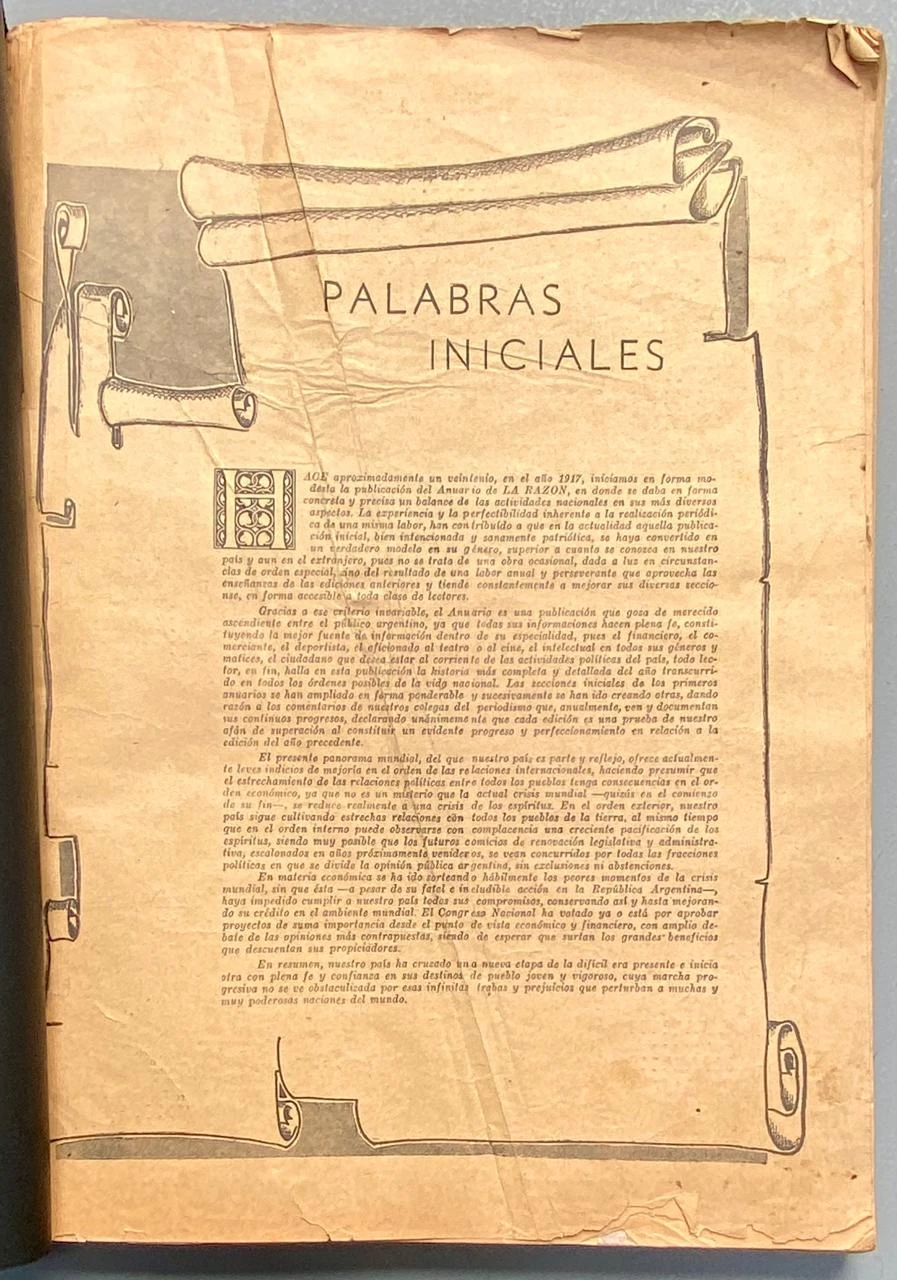 PALABRAS
INICIALES
HACE aproximadamente un veintenio, en el año 1917, iniciamos en forma mo-
desta la publicación del Anuario de LA RAZON, en donde se daba en forma
concreta y precisa un balance de las actividades nacionales en sus más diversos
aspectos. La experiencia y la perfectibilidad inherente a la realización periódi-
ca de una misma labor, han contribuído a que en la actualidad aquella publica-
ción inicial, bien intencionada y sanamente patriótica, se haya convertido en
un verdadero modelo en su género, superior a cuanto se conozca en nuestro
país y aun en el extranjero, pues no se trata de una obra ocasional, dada a luz en circunstan-
cias de orden especial, sino del resultado de una labor anual y perseverante que aprovecha las
enseñanzas de las ediciones anteriores y tiende constantemente a mejorar sus diversas seccio-
nse, en forma accesible a toda clase de lectores.
Gracias a ese criterio invariable, el Anuario es una publicación que goza de merecido
ascendiente entre el público argentino, ya que todas sus informaciones hacen plena fe, consti-
tuyendo la mejor fuente de información dentro de su especialidad, pues el financiero, el co-
merciante, el deportista, el aficionado al teatro o al cine, el intelectual en todos sus géneros y
matices, el ciudadano que desea estar al corriente de las actividades políticas del país, todo lec-
tor, en fin, halla en esta publicación la historia más completa y detallada del año transcurri-
do en todos los órdenes posibles de la vida nacional. Las secciones iniciales de los primeros
anuarios se han ampliado en forma ponderable y sucesivamente se han ido creando otras, dando
razón a los comentarios de nuestros colegas del periodismo que, anualmente, ven y documentan
sus continuos progresos, declarando unánimemente que cada edición es una prueba de nuestro
afán de superación al constituir un evidente progreso y perfeccionamiento en relación a la
edición del año precedente.
El presente panorama mundial, del que nuestro país es parte y reflejo, ofrece actualmen-
te leves indicios de mejoría en el orden de las relaciones internacionales, haciendo presumir que
el estrechamiento de las relaciones políticas entre todos los pueblos tenga consecuencias en el or-
den económico, ya que no es un misterio que la actual crisis mundial —quizás en el comienzo
de su fin—, se reduce realmente a una crisis de los espíritus. En el orden exterior, nuestro
país sigue cultivando estrechas relaciones con todos los pueblos de la tierra, al mismo tiempo
que en el orden interno puede observarse con complacencia una creciente pacificación de los
espíritus, siendo muy posible que los futuros comicios de renovación legislativa y administra-
tiva, escalonados en años próximamente venideros, se vean concurridos por todas las fracciones
políticas en que se divide la opinión pública argentina, sin exclusiones ni abstenciones.
En materia económica se ha ido sorteando hábilmente los peores momentos de la crisis
mundial, sin que ésta —a pesar de su fatal e ineludible acción en la República Argentina—,
haya impedido cumplir a nuestro país todos sus compromisos, conservando así y hasta mejoran-
do su crédito en el ambiente mundial. El Congreso Nacional ha votado ya o está por aprobar
proyectos de suma importancia desde el punto de vista económico y financiero, con amplio de-
bate de las opiniones más contrapuestas, siendo de esperar que surtan los grandes beneficios
que descuentan sus propiciadores.
En resumen, nuestro país ha cruzado una nueva etapa de la difícil era presente e inicia
otra con plena fe y confianza en sus destinos de pueblo joven y vigoroso, cuya marcha pro-
gresiva no se ve obstaculizada por esas infinitas trabas y prejuicios que perturban a muchas y
muy poderosas naciones del mundo.